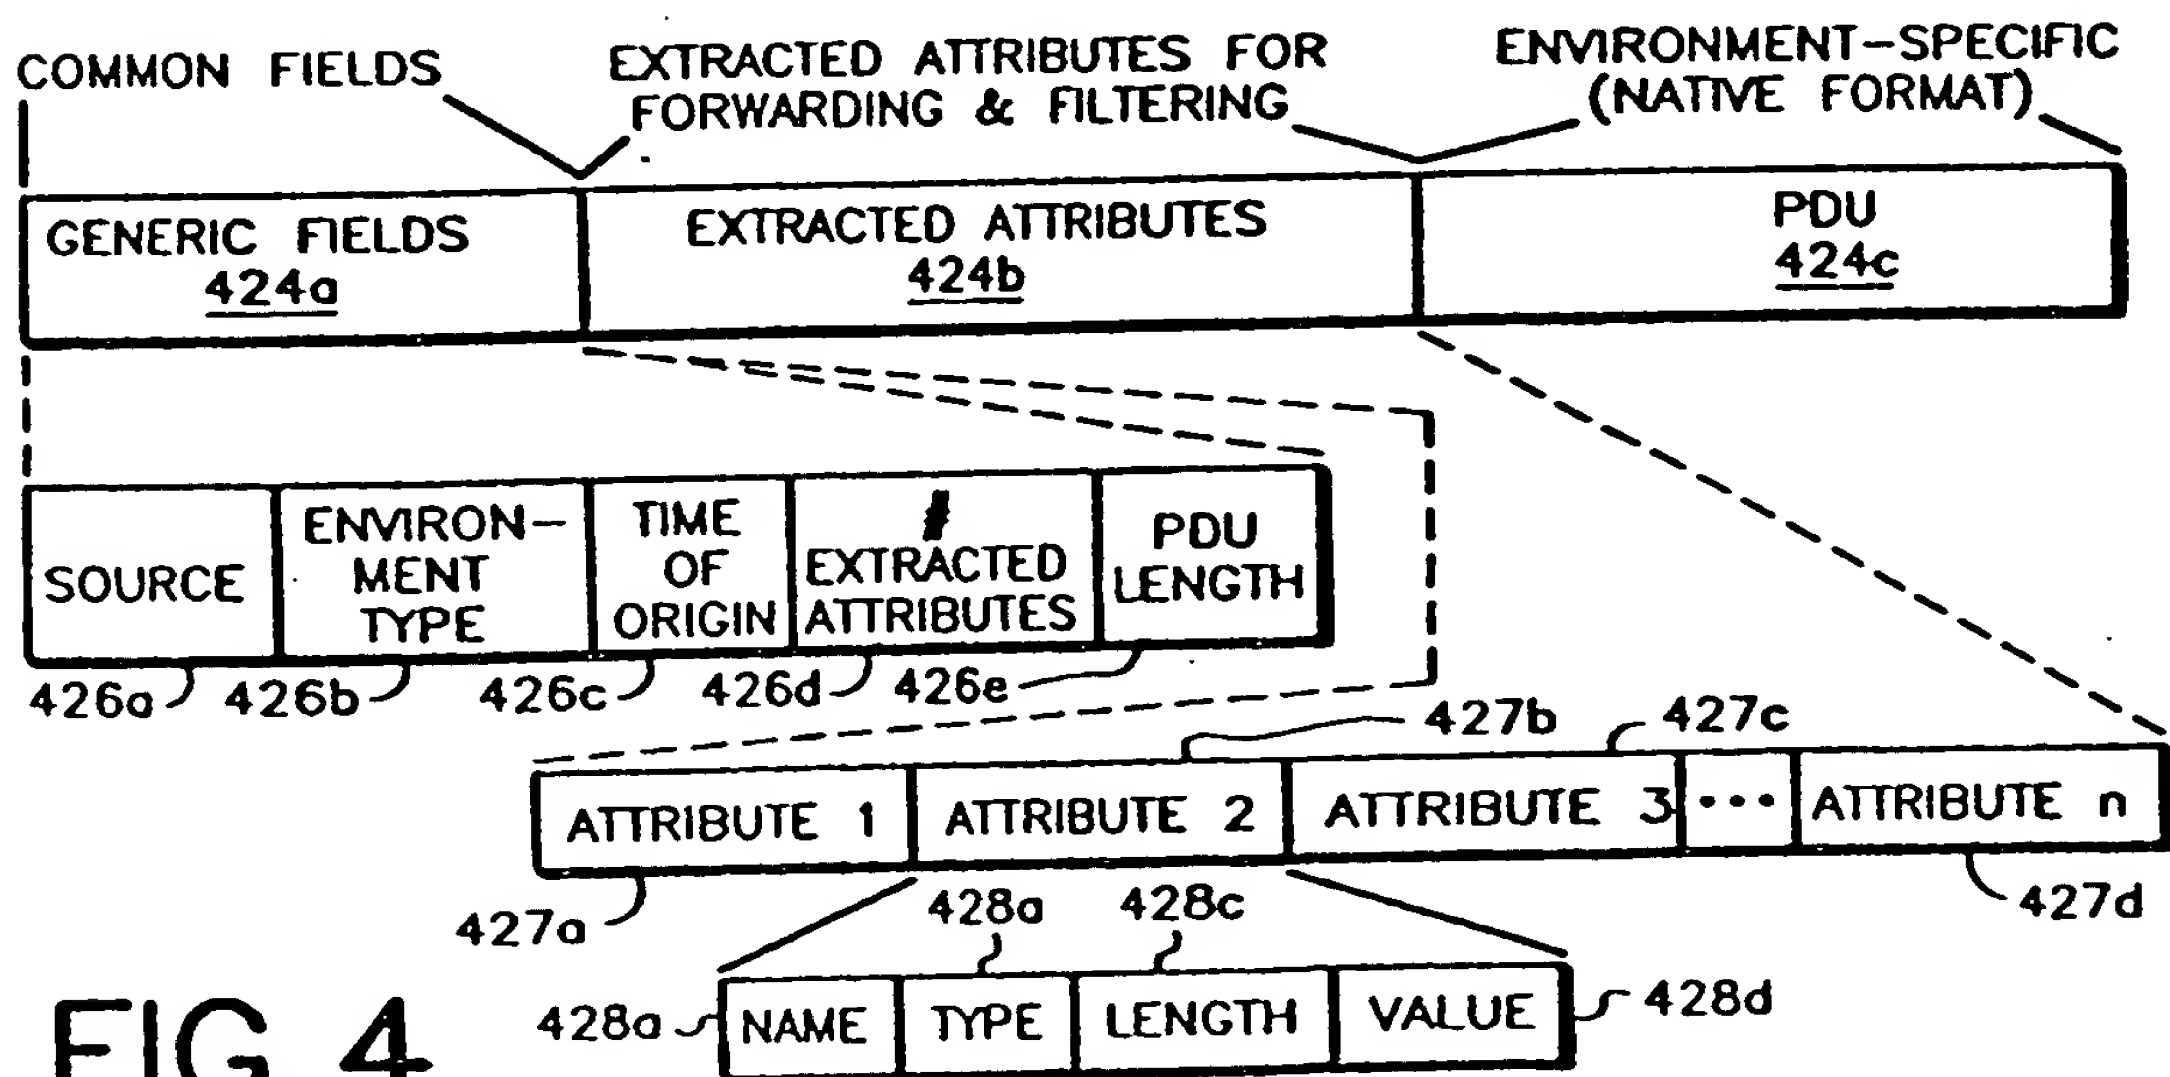 COMMON FIELDS
EXTRACTED ATTRIBUTES FOR
FORWARDING & FILTERING
ENVIRONMENT-SPECIFIC
(NATIVE FORMAT)
GENERIC FIELDS
424a
EXTRACTED ATTRIBUTES
424b
PDU
424c
SOURCE
ENVIRON-
MENT
TYPE
TIME
OF
ORIGIN
#
EXTRACTED
ATTRIBUTES
PDU
LENGTH
426a
426b
426c
426d
426e
427b
427c
ATTRIBUTE 1
ATTRIBUTE 2
ATTRIBUTE 3
•••
ATTRIBUTE n
427a
428a
428c
427d
428a
NAME
TYPE
LENGTH
VALUE
428d
FIG 4